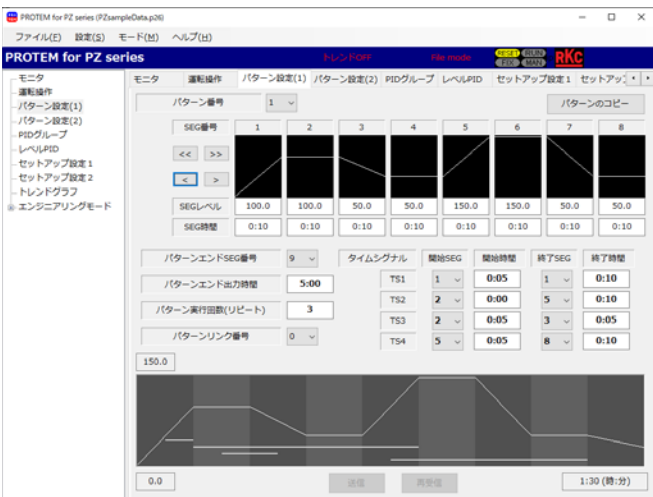 PROTEM for PZ series (PZsampleData.p26)
ファイル(F) 設定(S) モード(M) ヘルプ(H)
PROTEM for PZ series トレンドOFF File mode RESET RUN FIX MAN RKC
モニタ
運転操作
パターン設定(1)
パターン設定(2)
PIDグループ
レベルPID
セットアップ設定1
セットアップ設定2
トレンドグラフ
エンジニアリングモード
モニタ 運転操作 パターン設定(1) パターン設定(2) PIDグループ レベルPID セットアップ設定1 セットアップ
パターン番号 1 パターンのコピー
SEG番号 1 2 3 4 5 6 7 8
<< >>
< >
SEGレベル 100.0 100.0 50.0 50.0 150.0 150.0 50.0 50.0
SEG時間 0:10 0:10 0:10 0:10 0:10 0:10 0:10 0:10
パターンエンドSEG番号 9
パターンエンド出力時間 5:00
パターン実行回数(リピート) 3
パターンリンク番号 0
タイムシグナル 開始SEG 開始時間 終了SEG 終了時間
TS1 1 0:05 1 0:10
TS2 2 0:00 5 0:10
TS3 2 0:05 3 0:05
TS4 5 0:05 8 0:10
150.0
0.0 送信 再受信 1:30 (時:分)